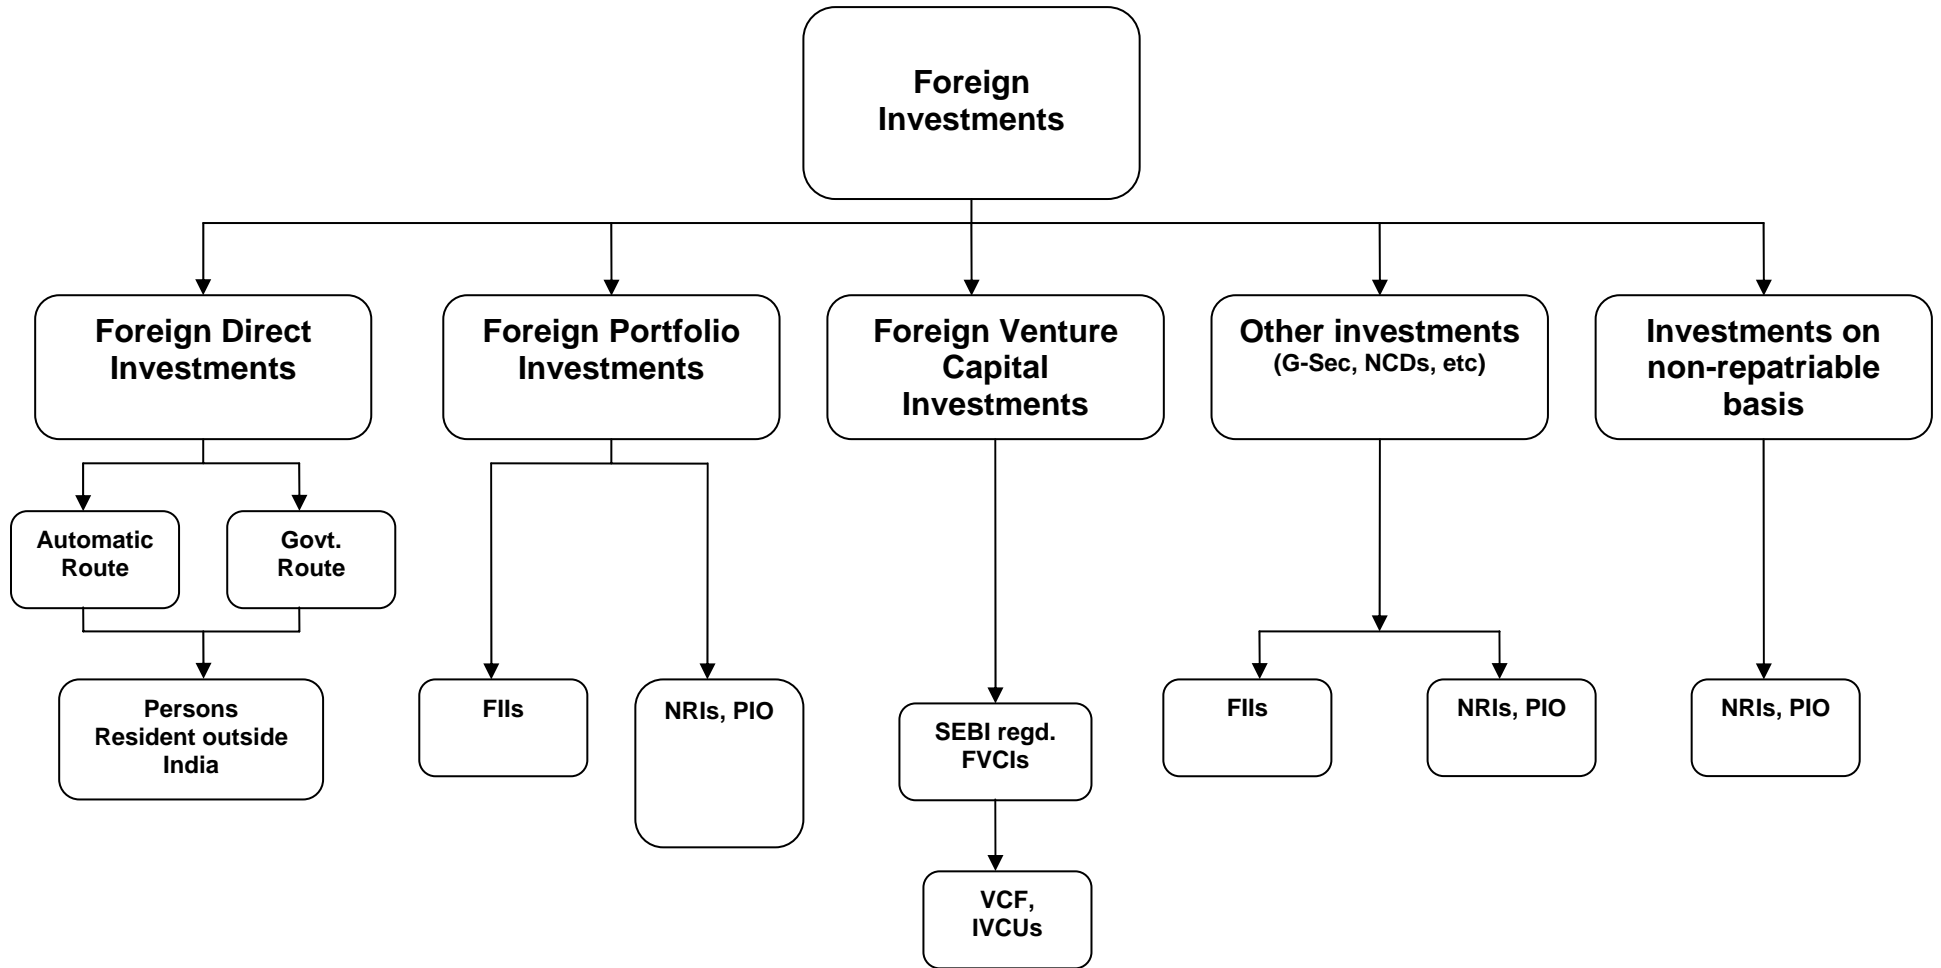 Foreign
Investments
Foreign Direct
Investments
Foreign Portfolio
Investments
Foreign Venture
Capital
Investments
Other investments
(G-Sec, NCDs, etc)
Investments on
non-repatriable
basis
Automatic
Route
Govt.
Route
Persons
Resident outside
India
FIIs
NRIs, PIO
SEBI regd.
FVCIs
FIIs
NRIs, PIO
NRIs, PIO
VCF,
IVCUs